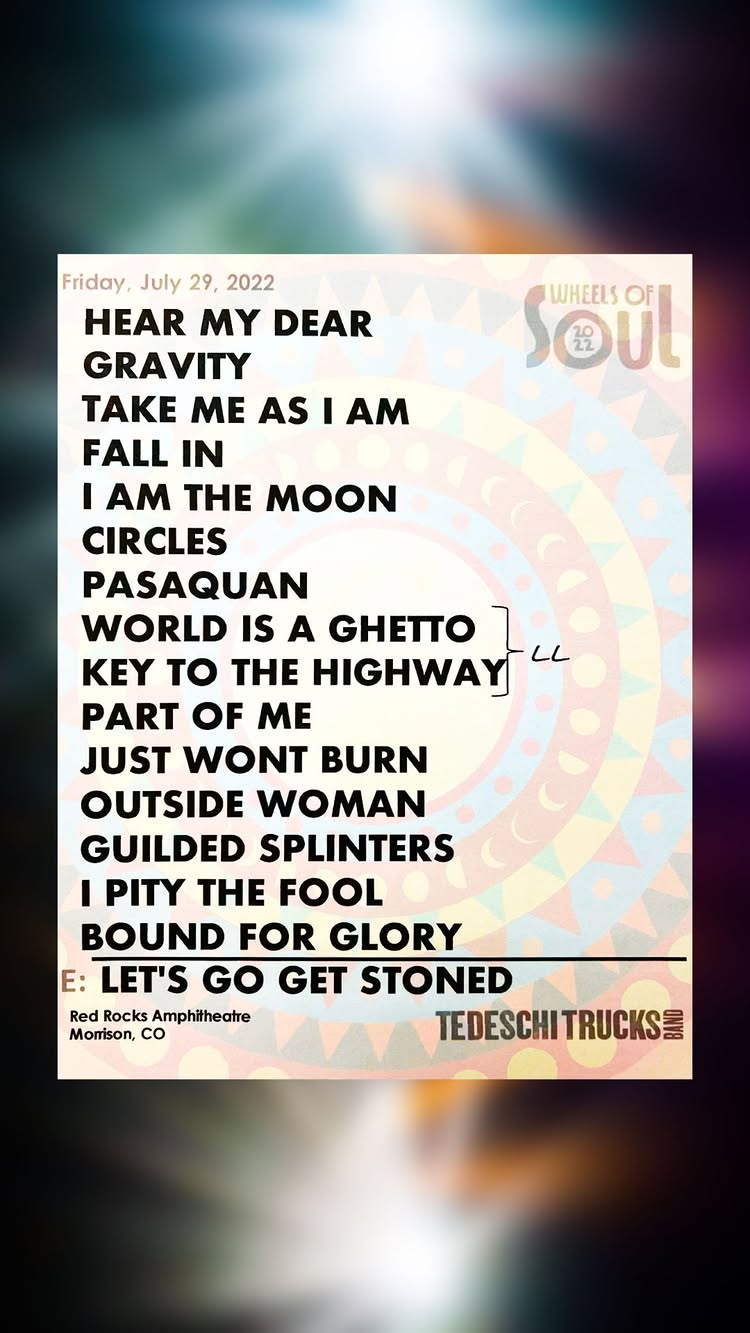 Friday, July 29, 2022
WHEELS OF
SOUL
20
22
HEAR MY DEAR
GRAVITY
TAKE ME AS I AM
FALL IN
I AM THE MOON
CIRCLES
PASAQUAN
WORLD IS A GHETTO
KEY TO THE HIGHWAY
LL
PART OF ME
JUST WONT BURN
OUTSIDE WOMAN
GUILDED SPLINTERS
I PITY THE FOOL
BOUND FOR GLORY
E: LET'S GO GET STONED
Red Rocks Amphitheatre
Morrison, CO
TEDESCHI TRUCKS BAND